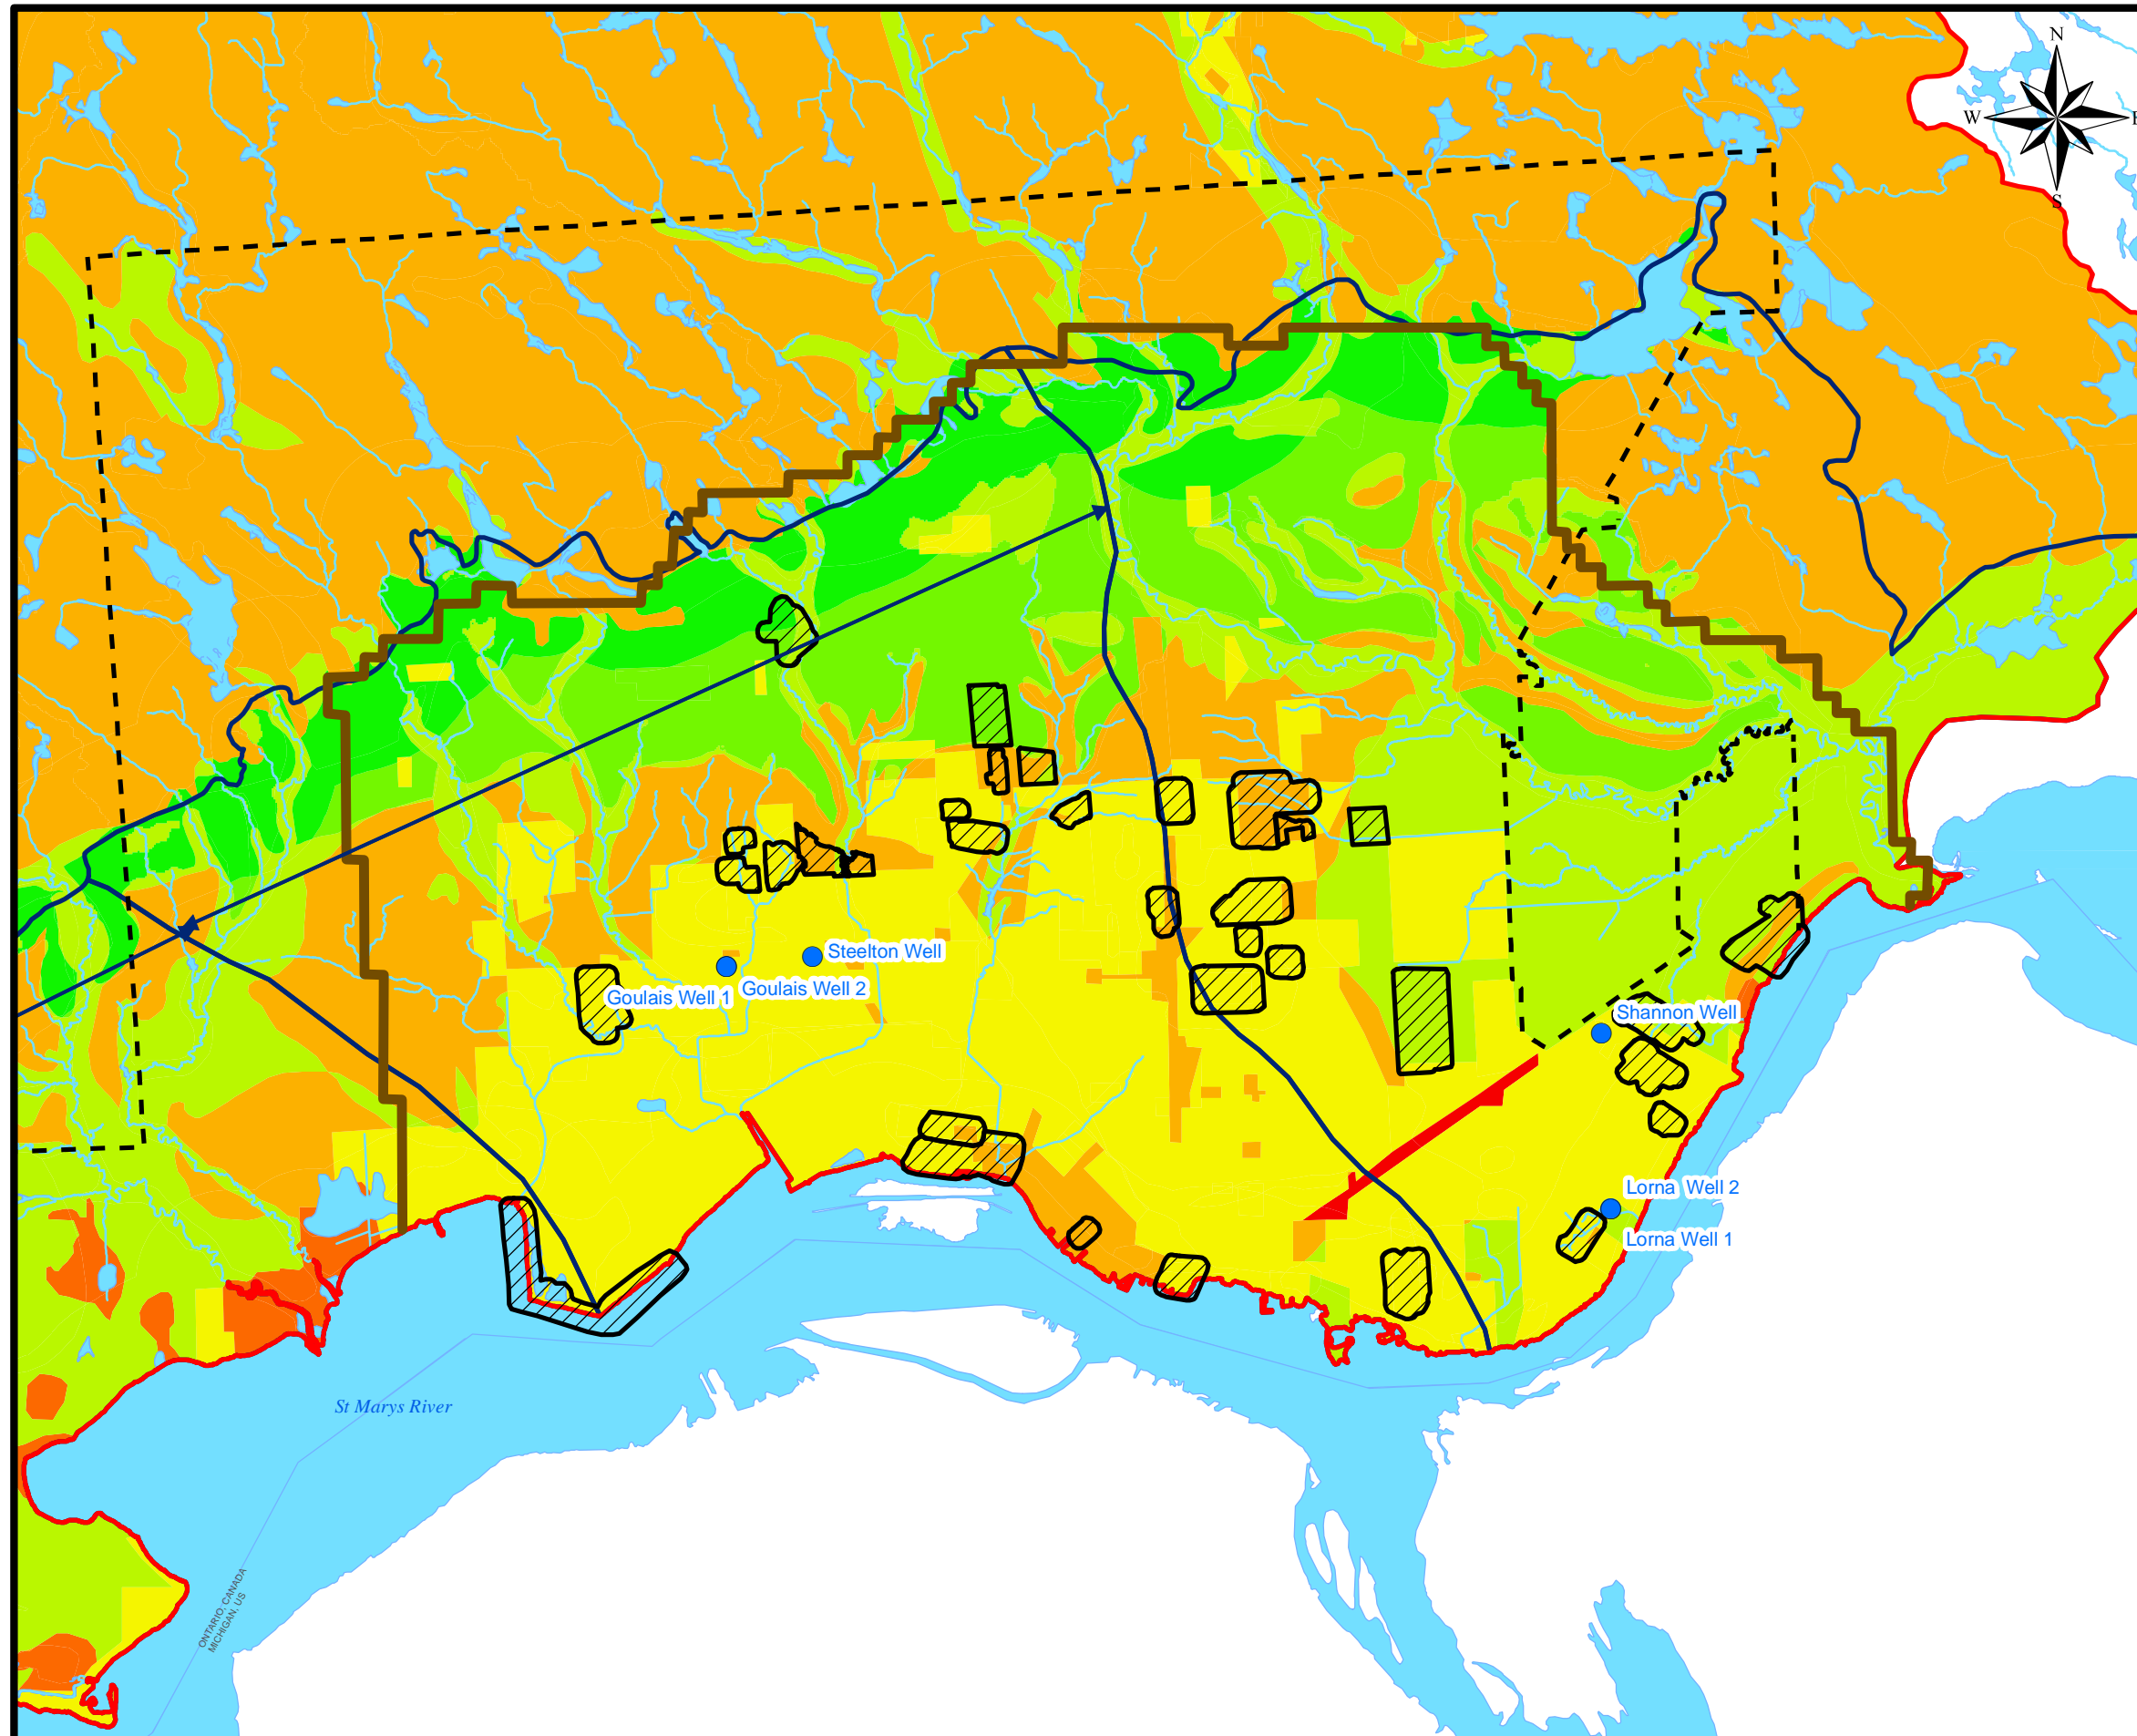 N
W
E
S
Steelton Well
Goulais Well 1
Goulais Well 2
Shannon Well
Lorna Well 2
Lorna Well 1
St Marys River
ONTARIO, CANADA
MICHIGAN, US